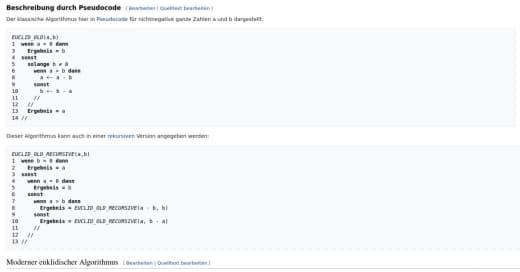 Beschreibung durch Pseudocode [ Bearbeiten | Quelltext bearbeiten ]
Der klassische Algorithmus hier in Pseudocode für nichtnegative ganze Zahlen a und b dargestellt:
EUCLID_OLD(a,b)
1 wenn a = 0 dann
3 Ergebnis = b
4 sonst
5 solange b ≠ 0
6 wenn a > b dann
8 a ← a - b
9 sonst
10 b ← b - a
11 //
12 //
13 Ergebnis = a
14 //
Dieser Algorithmus kann auch in einer rekursiven Version angegeben werden:
EUCLID_OLD_RECURSIVE(a,b)
1 wenn b = 0 dann
2 Ergebnis = a
3 sonst
4 wenn a = 0 dann
5 Ergebnis = b
6 sonst
7 wenn a > b dann
8 Ergebnis = EUCLID_OLD_RECURSIVE(a - b, b)
9 sonst
10 Ergebnis = EUCLID_OLD_RECURSIVE(a, b - a)
11 //
12 //
13 //
Moderner euklidischer Algorithmus [ Bearbeiten | Quelltext bearbeiten ]